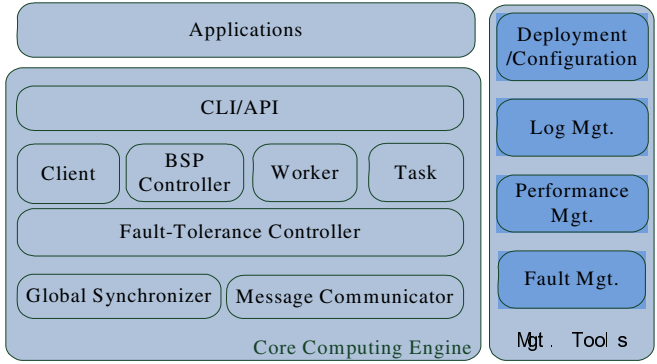 Applications
CLI/API
Client
BSP
Controller
Worker
Task
Fault-Tolerance Controller
Global Synchronizer
Message Communicator
Core Computing Engine
Deployment
/Configuration
Log Mgt.
Performance
Mgt.
Fault Mgt.
Mgt. Tools